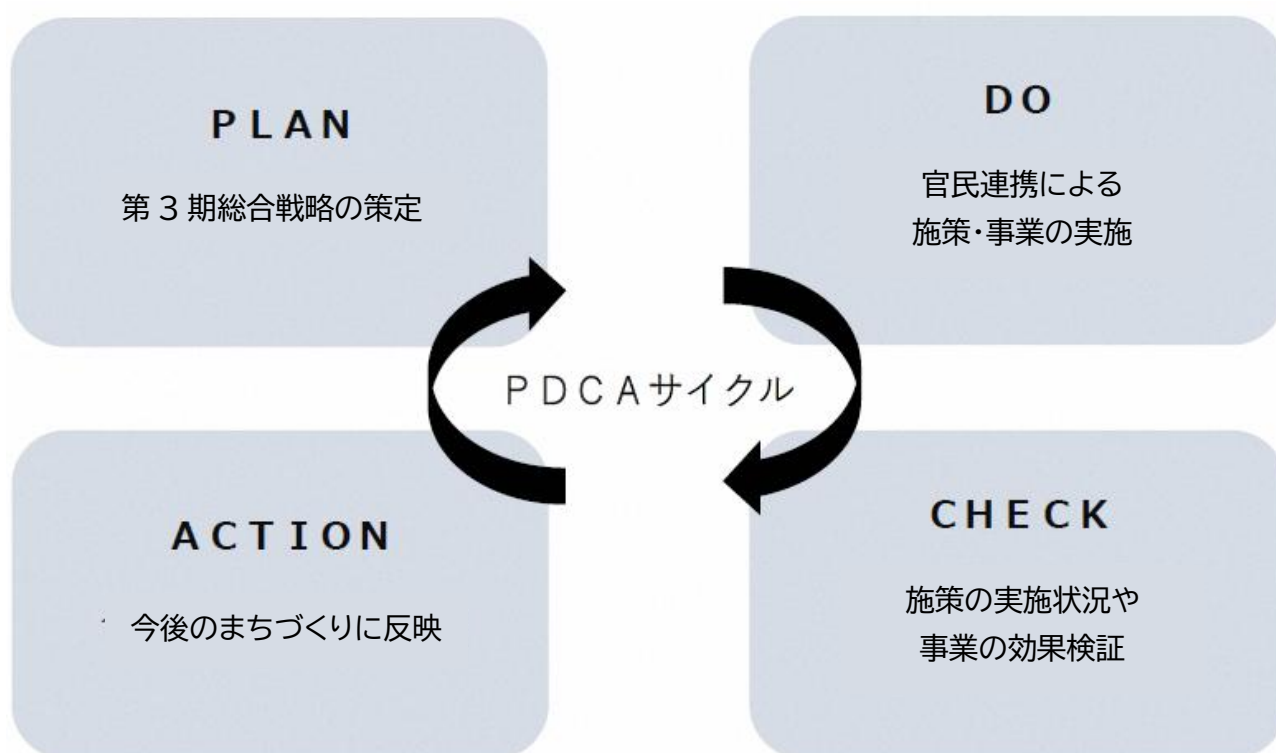 PLAN
第3期総合戦略の策定
DO
官民連携による
施策・事業の実施
PDCAサイクル
ACTION
今後のまちづくりに反映
CHECK
施策の実施状況や
事業の効果検証